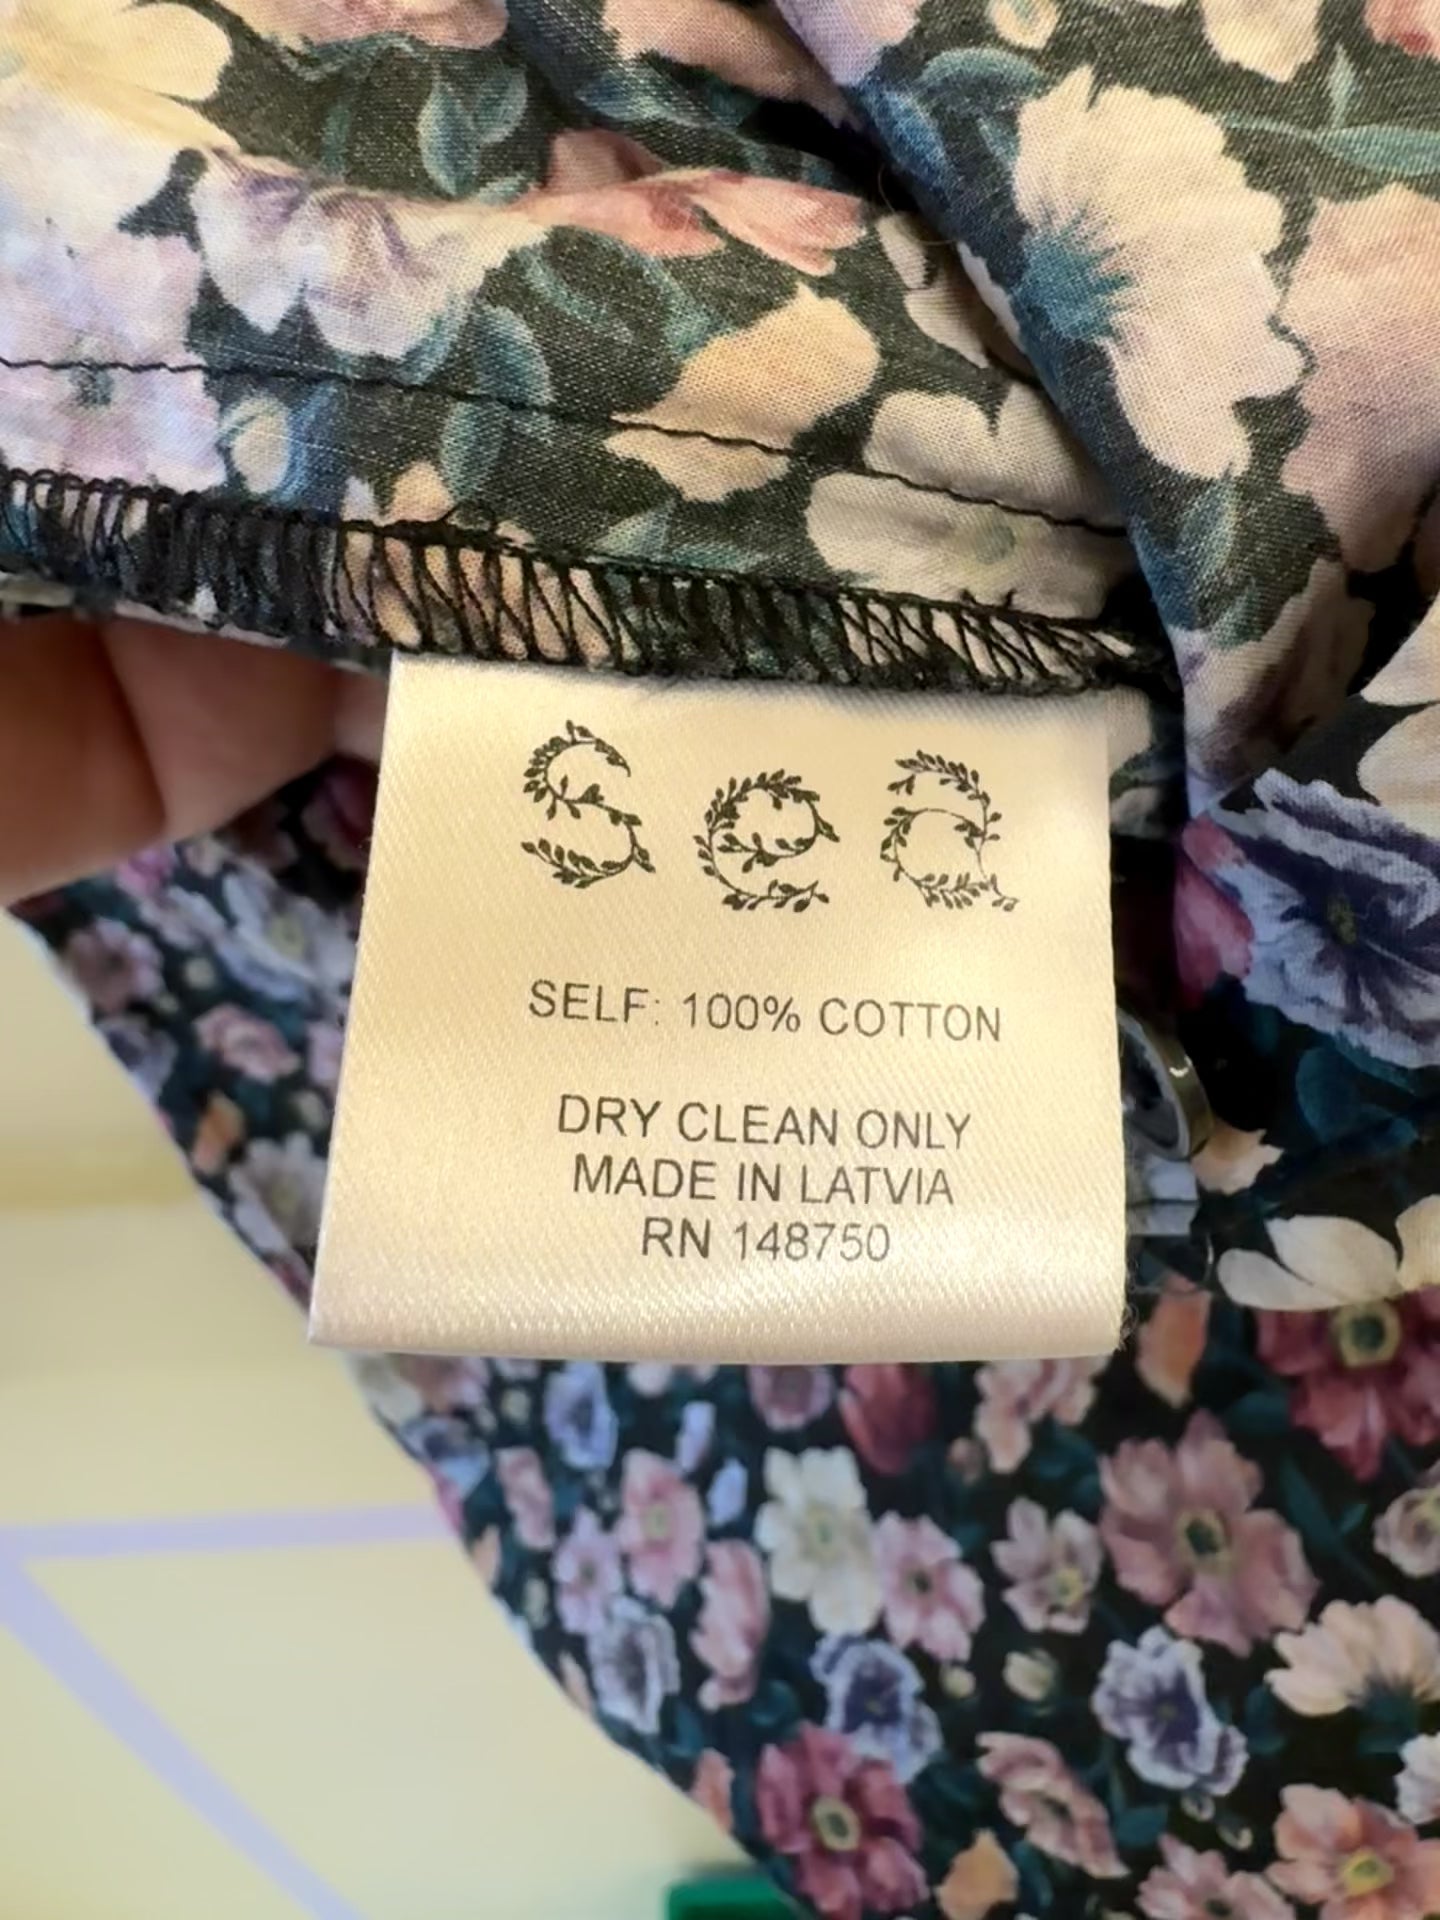 Sea
SELF: 100% COTTON
DRY CLEAN ONLY
MADE IN LATVIA
RN 148750